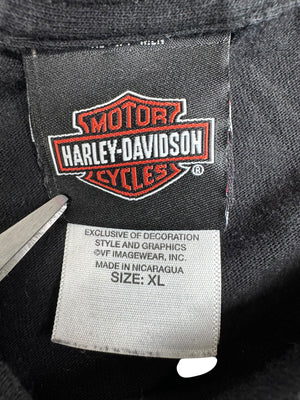 MOTOR
HARLEY-DAVIDSON
CYCLES
®
EXCLUSIVE OF DECORATION
STYLE AND GRAPHICS
©VF IMAGEWEAR, INC.
MADE IN NICARAGUA
SIZE: XL